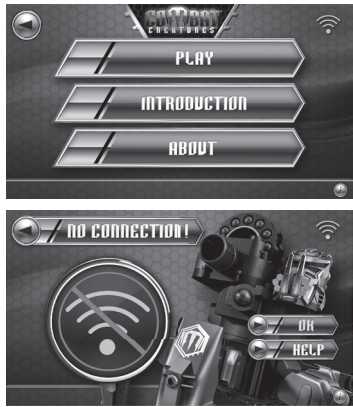 COMBAT
CREATURES
PLAY
INTRODUCTION
ABOUT
NO CONNECTION!
OK
HELP